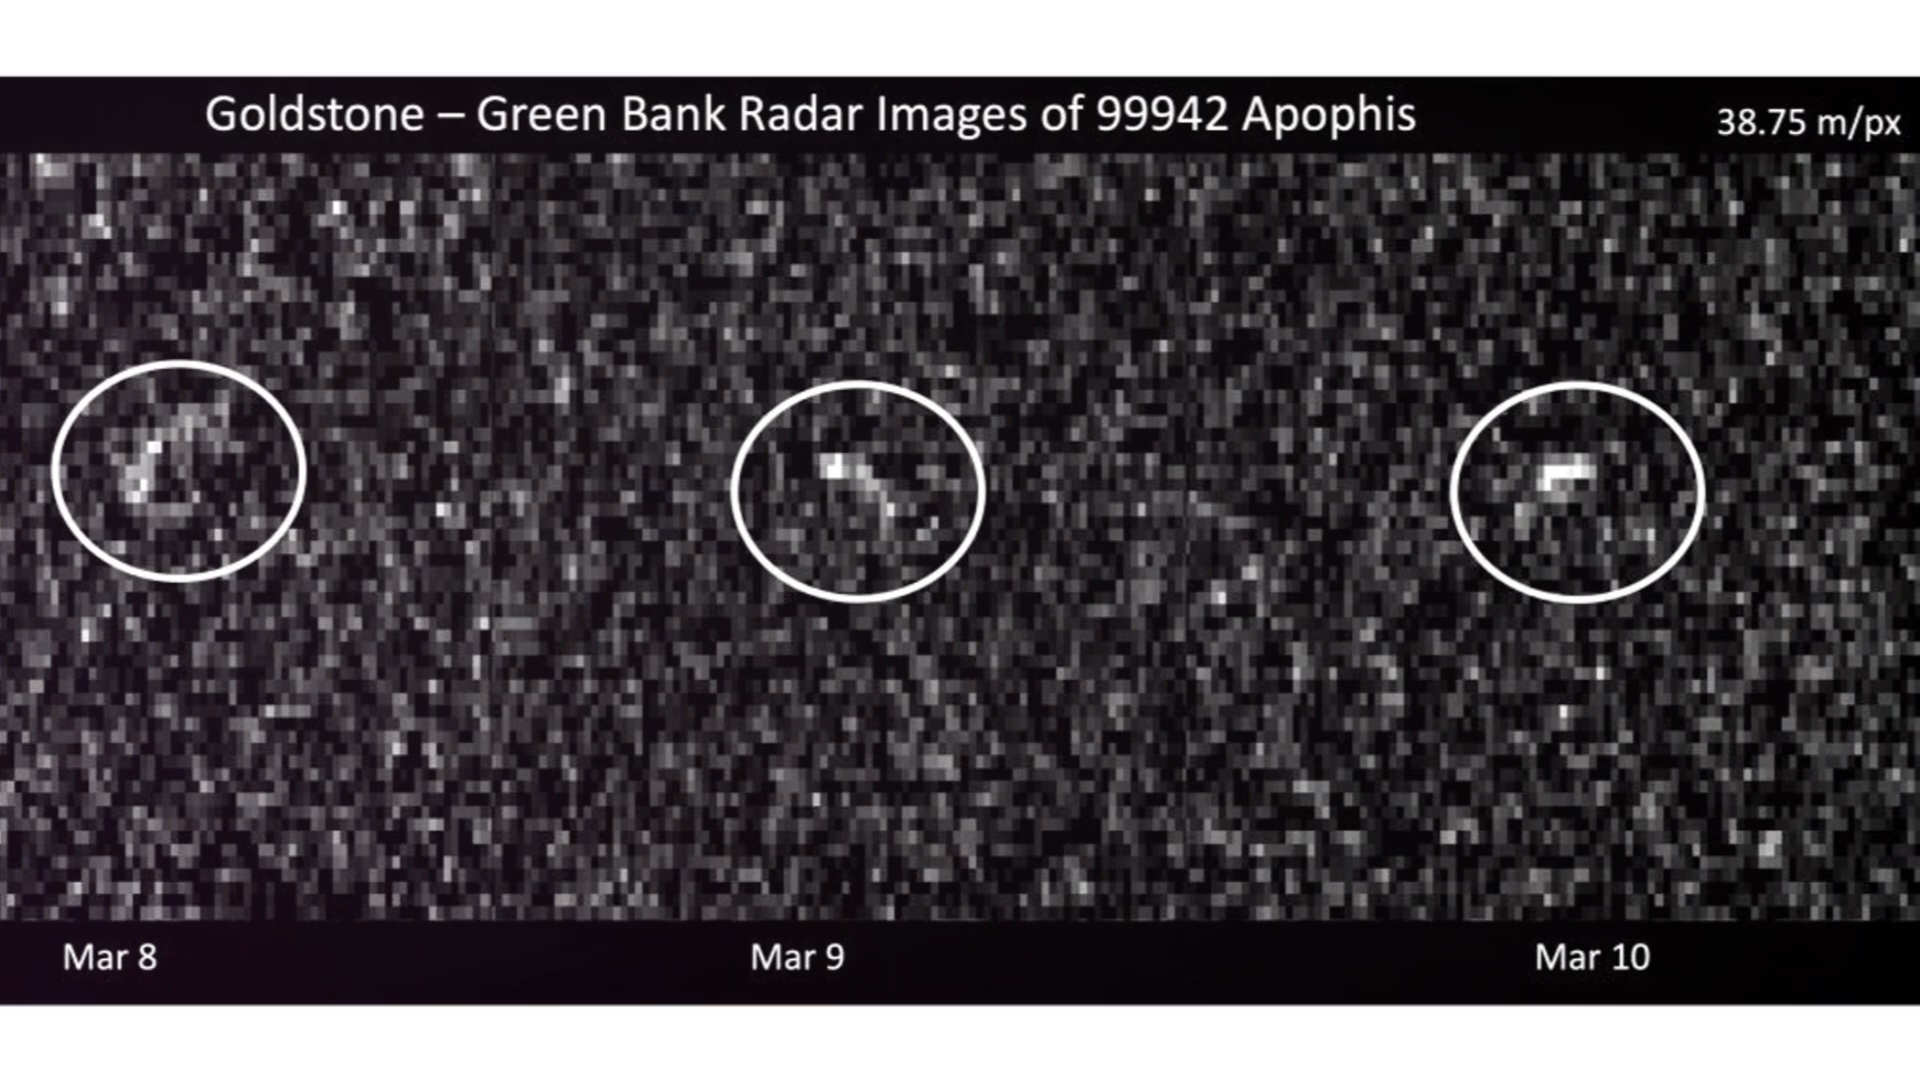 Goldstone – Green Bank Radar Images of 99942 Apophis
38.75 m/px
Mar 8
Mar 9
Mar 10